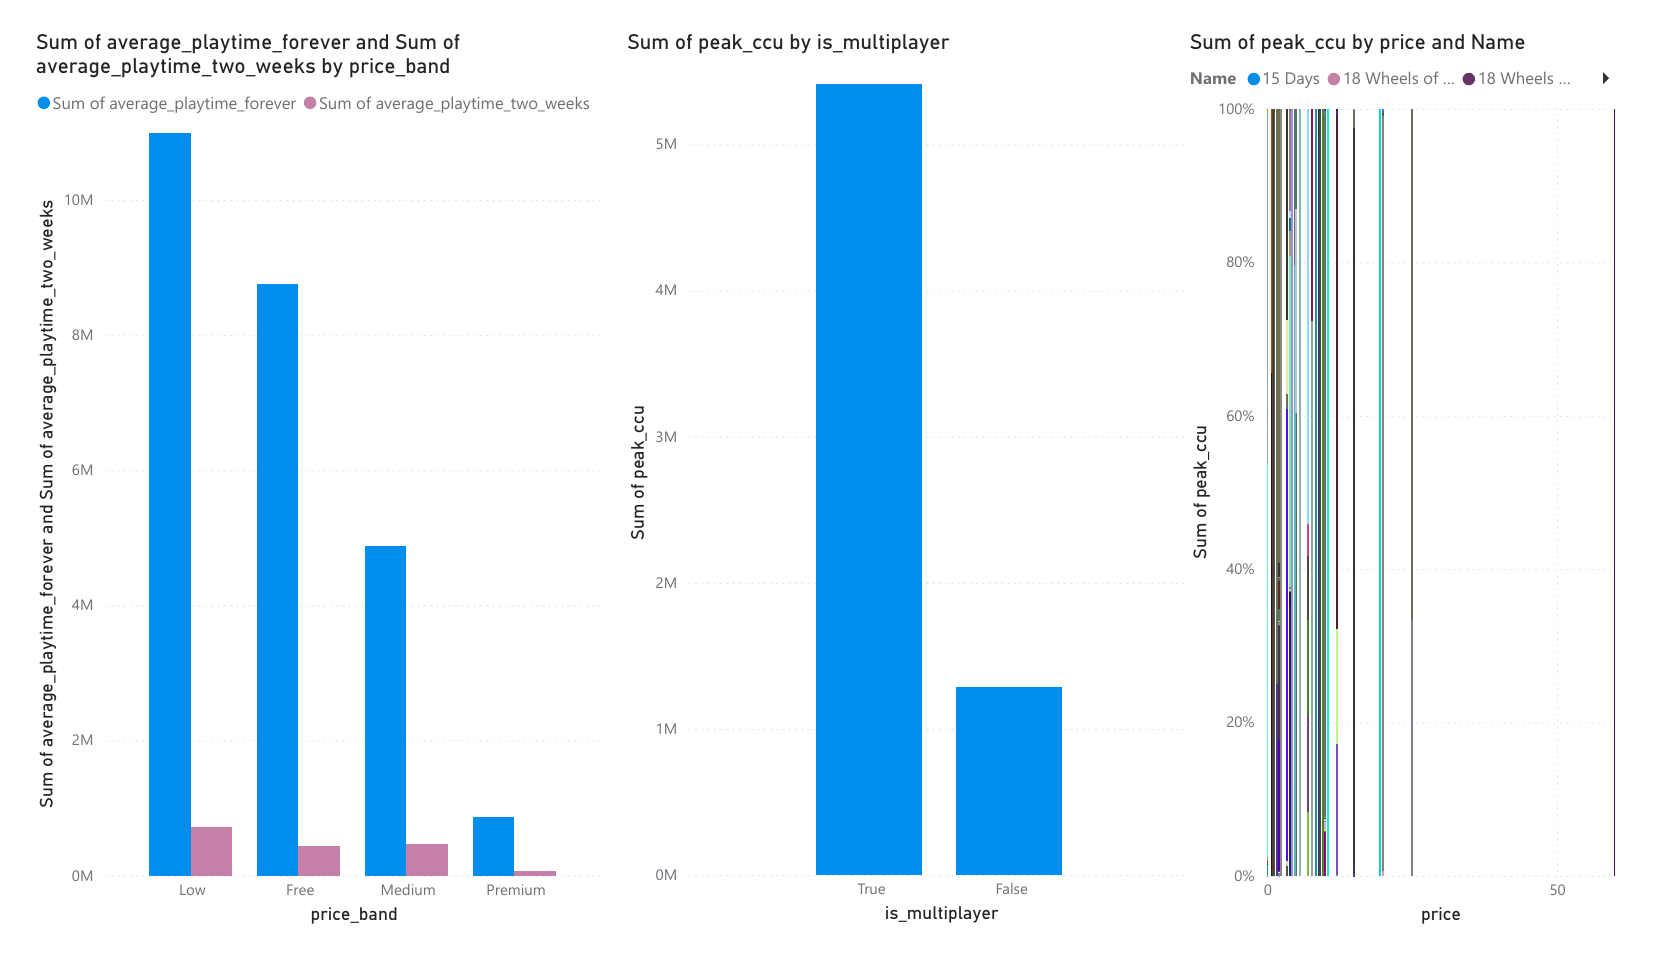 Sum of average_playtime_forever and Sum of
average_playtime_two_weeks by price_band
Sum of average_playtime_forever Sum of average_playtime_two_weeks
Sum of average_playtime_forever and Sum of average_playtime_two_weeks
10M
8M
6M
4M
2M
0M
Low Free Medium Premium
price_band
Sum of peak_ccu by is_multiplayer
Sum of peak_ccu
5M
4M
3M
2M
1M
0M
True False
is_multiplayer
Sum of peak_ccu by price and Name
Name 15 Days 18 Wheels of ... 18 Wheels ...
Sum of peak_ccu
100%
80%
60%
40%
20%
0%
0 50
price